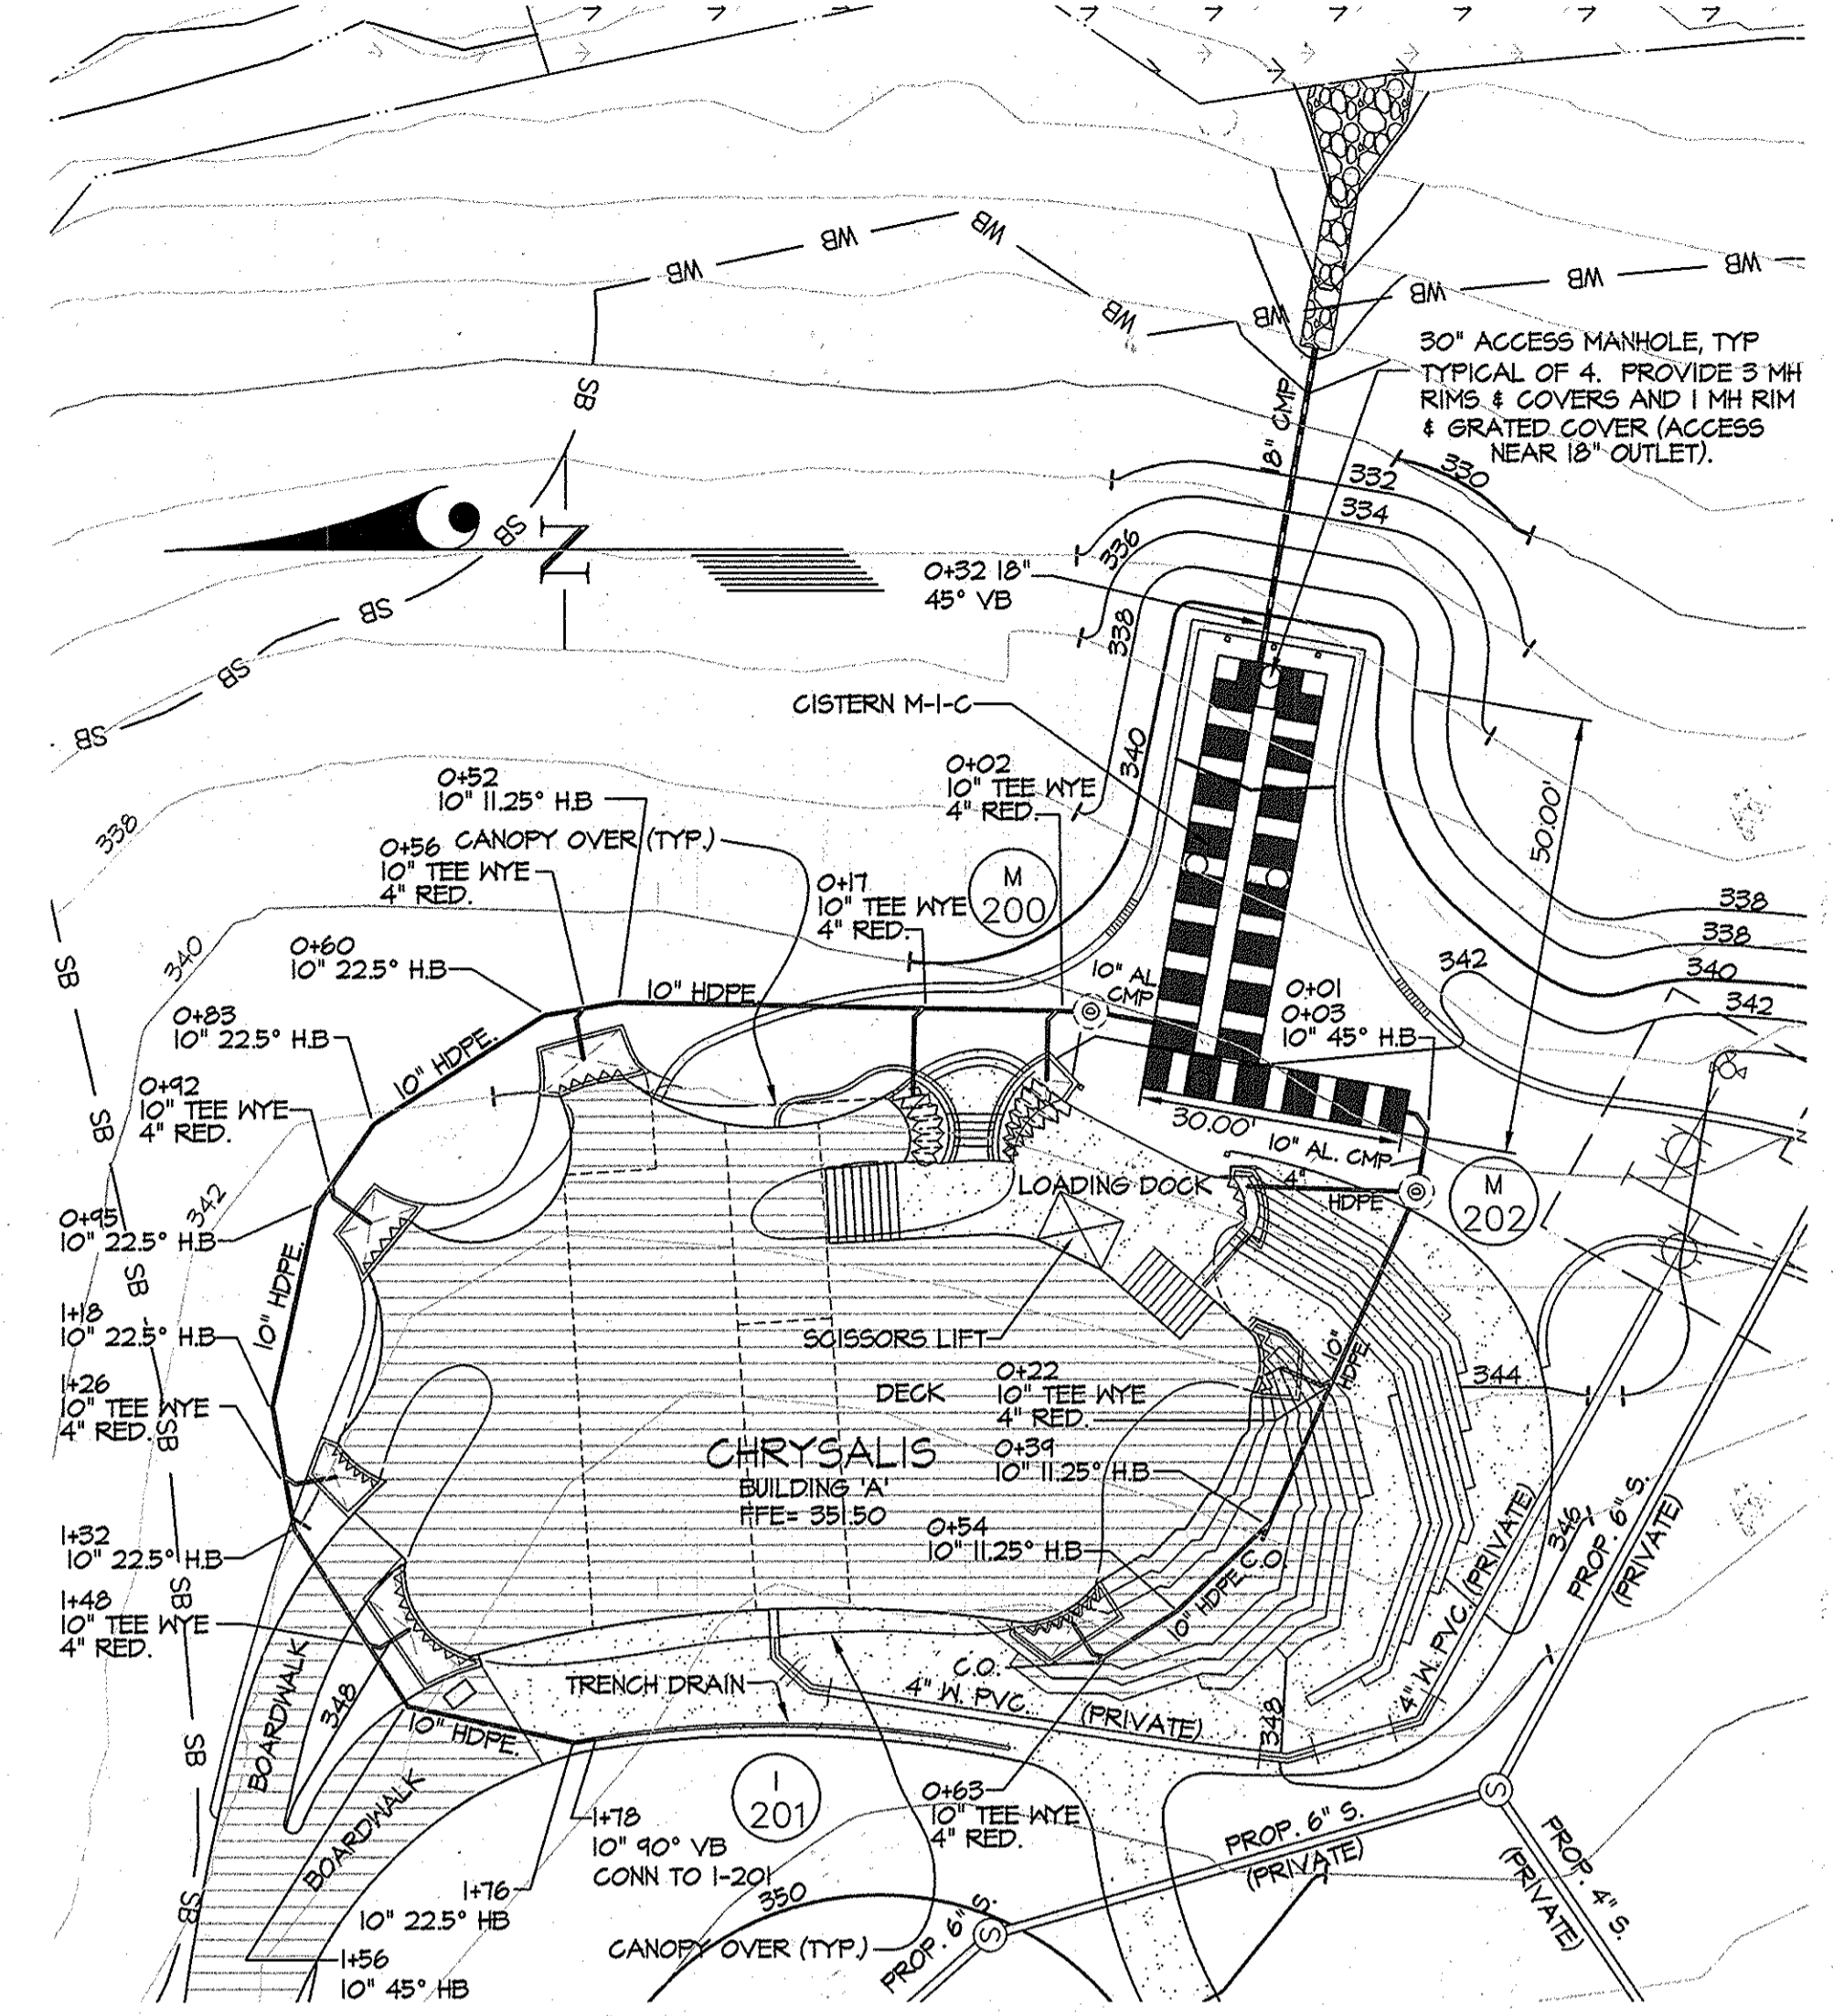 WB
WB
WB
WB
WB
WB
WB
WB
WB
30" ACCESS MANHOLE, TYP
TYPICAL OF 4. PROVIDE 3 MH
RIMS & COVERS AND 1 MH RIM
& GRATED COVER (ACCESS
NEAR 18" OUTLET).
18" CMP
SB
SB
SB
SB
SB
N
332
330
334
336
338
340
0+32 18"
45° VB
CISTERN M-1-C
50.00'
0+52
10" 11.25° H.B
0+02
10" TEE WYE
4" RED.
338
0+56
10" TEE WYE
4" RED.
CANOPY OVER (TYP.)
0+17
10" TEE WYE
4" RED.
M
200
338
338
340
342
342
SB
340
0+60
10" 22.5° H.B
10" HDPE
10" AL.
CMP
0+01
0+03
10" 45° H.B
0+83
10" 22.5° H.B
10" HDPE.
0+92
10" TEE WYE
4" RED.
SB
30.00'
10" AL. CMP
342
0+95
10" 22.5° H.B
SB
LOADING DOCK
4"
HDPE
M
202
10" HDPE.
1+18
10" 22.5° H.B
SCISSORS LIFT
10"
HDPE
1+26
10" TEE WYE
4" RED.
SB
DECK
0+22
10" TEE WYE
4" RED.
344
CHRYSALIS
BUILDING 'A'
FFE= 351.50
0+39
10" 11.25° H.B
0+54
10" 11.25° H.B
C.O.
10" HDPE
346
PROP. 6" S.
(PRIVATE)
1+32
10" 22.5° H.B
SB
1+48
10" TEE WYE
4" RED.
BOARDWALK
348
TRENCH DRAIN
C.O.
4" W. PVC.
(PRIVATE)
348
4" W. PVC. (PRIVATE)
SB
10" HDPE.
BOARDWALK
I
201
1+78
10" 90° VB
CONN TO I-201
0+63
10" TEE WYE
4" RED.
PROP. 6" S.
(PRIVATE)
S
PROP. 4" S.
(PRIVATE)
SB
1+76
10" 22.5° HB
350
CANOPY OVER (TYP.)
PROP. 6" S.
S
1+56
10" 45° HB